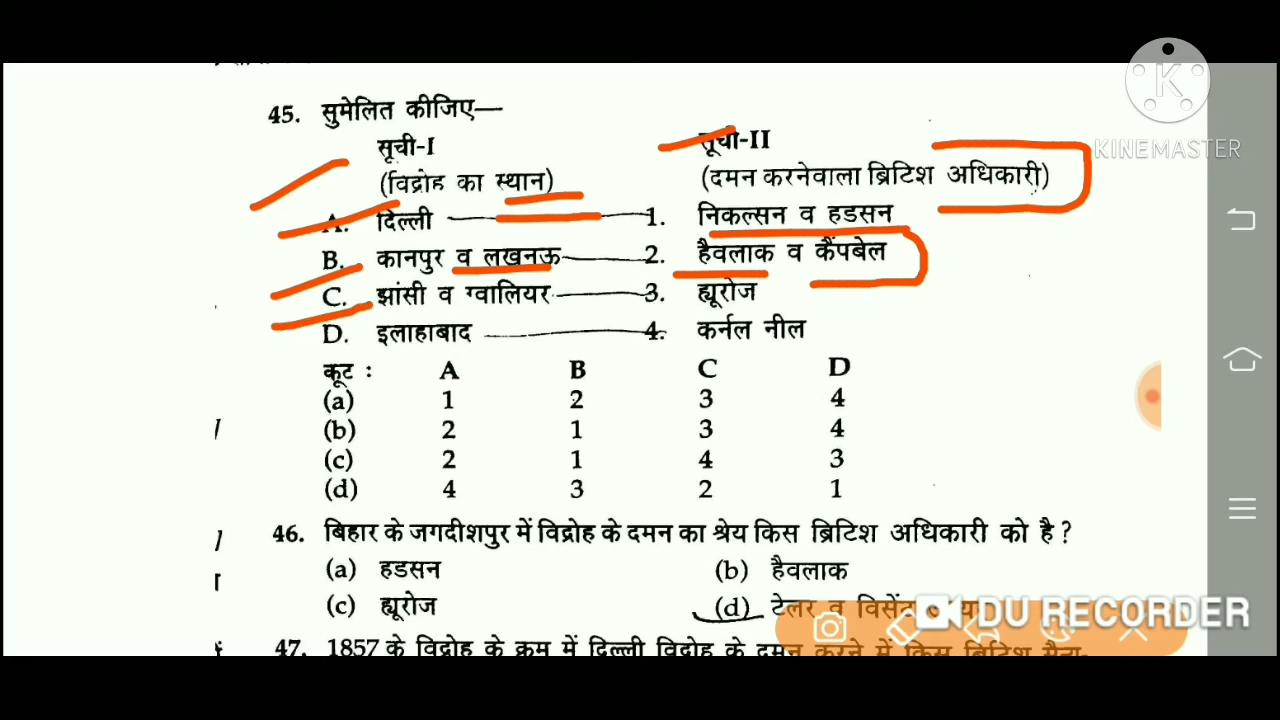 45. सुमेलित कीजिए—
सूची-I सूची-II
(विद्रोह का स्थान) (दमन करनेवाला ब्रिटिश अधिकारी)
A. दिल्ली 1. निकल्सन व हडसन
B. कानपुर व लखनऊ 2. हैवलाक व कैंपबेल
C. झांसी व ग्वालियर 3. ह्यूरोज
D. इलाहाबाद 4. कर्नल नील
कूट : A B C D
(a) 1 2 3 4
(b) 2 1 3 4
(c) 2 1 4 3
(d) 4 3 2 1
46. बिहार के जगदीशपुर में विद्रोह के दमन का श्रेय किस ब्रिटिश अधिकारी को है ?
(a) हडसन (b) हैवलाक
(c) ह्यूरोज (d) टेलर व विसेंट
47. 1857 के विद्रोह के क्रम में दिल्ली विद्रोह के दमन करने में किस ब्रिटिश
K
KINEMASTER
DU RECORDER